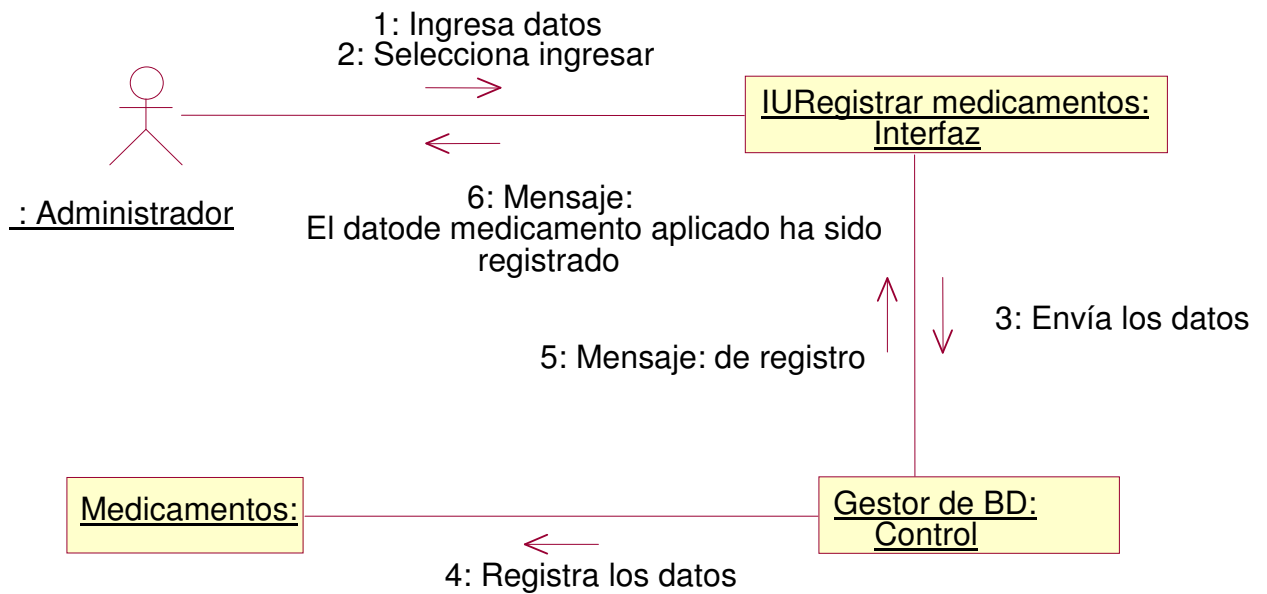 1: Ingresa datos
2: Selecciona ingresar
IURegistrar medicamentos:
Interfaz
: Administrador
6: Mensaje:
El datode medicamento aplicado ha sido
registrado
3: Envía los datos
5: Mensaje: de registro
Medicamentos:
Gestor de BD:
Control
4: Registra los datos